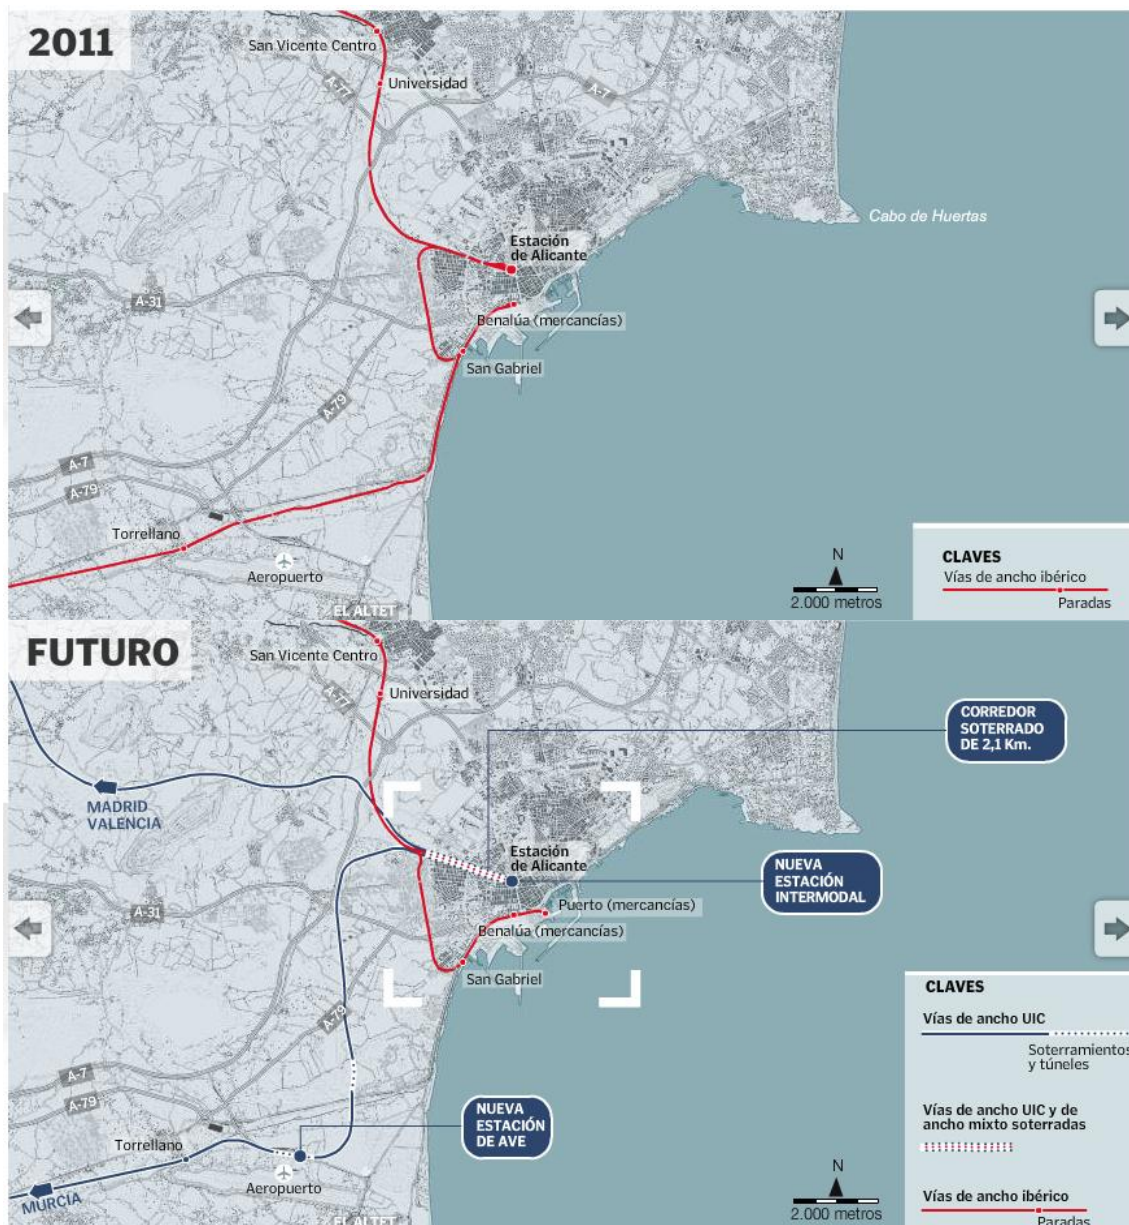 2011
San Vicente Centro
Universidad
A-77
A-7
Cabo de Huertas
Estación
de Alicante
A-31
Benalúa (mercancías)
San Gabriel
A-79
A-7
A-79
Torrellano
Aeropuerto
EL ALTET
N
2.000 metros
CLAVES
Vías de ancho ibérico
Paradas
FUTURO
San Vicente Centro
Universidad
A-77
A-7
CORREDOR
SOTERRADO
DE 2,1 Km.
MADRID
VALENCIA
Estación
de Alicante
NUEVA
ESTACIÓN
INTERMODAL
A-31
Puerto (mercancías)
Benalúa (mercancías)
San Gabriel
A-79
A-7
A-79
NUEVA
ESTACIÓN
DE AVE
Torrellano
Aeropuerto
MURCIA
EL ALTET
N
2.000 metros
CLAVES
Vías de ancho UIC
Soterramientos
y túneles
Vías de ancho UIC y de
ancho mixto soterradas
Vías de ancho ibérico
Paradas